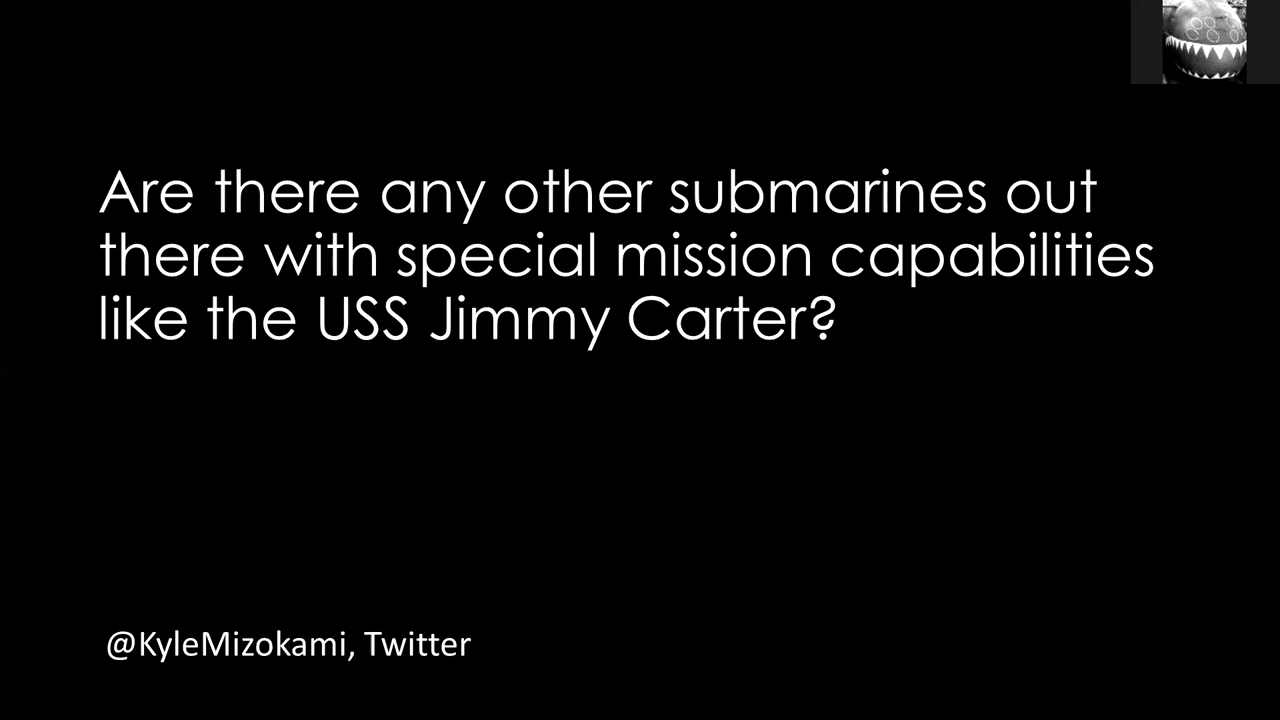 Are there any other submarines out
there with special mission capabilities
like the USS Jimmy Carter?
@KyleMizokami, Twitter